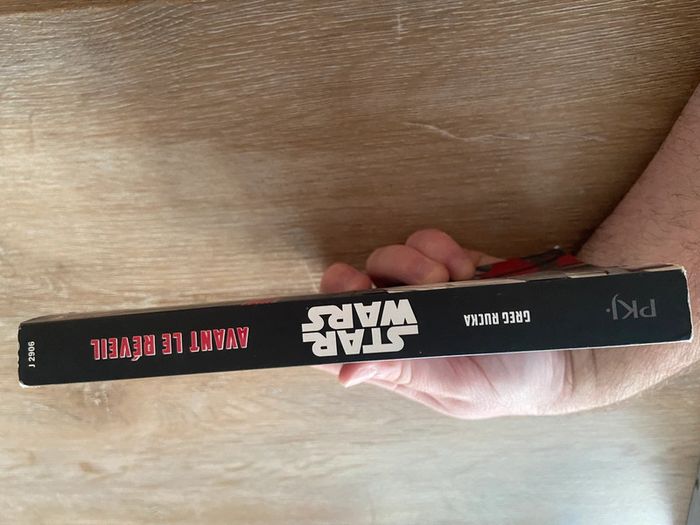 PKJ.
GREG RUCKA
STAR
WARS
AVANT LE RÉVEIL
J 2906